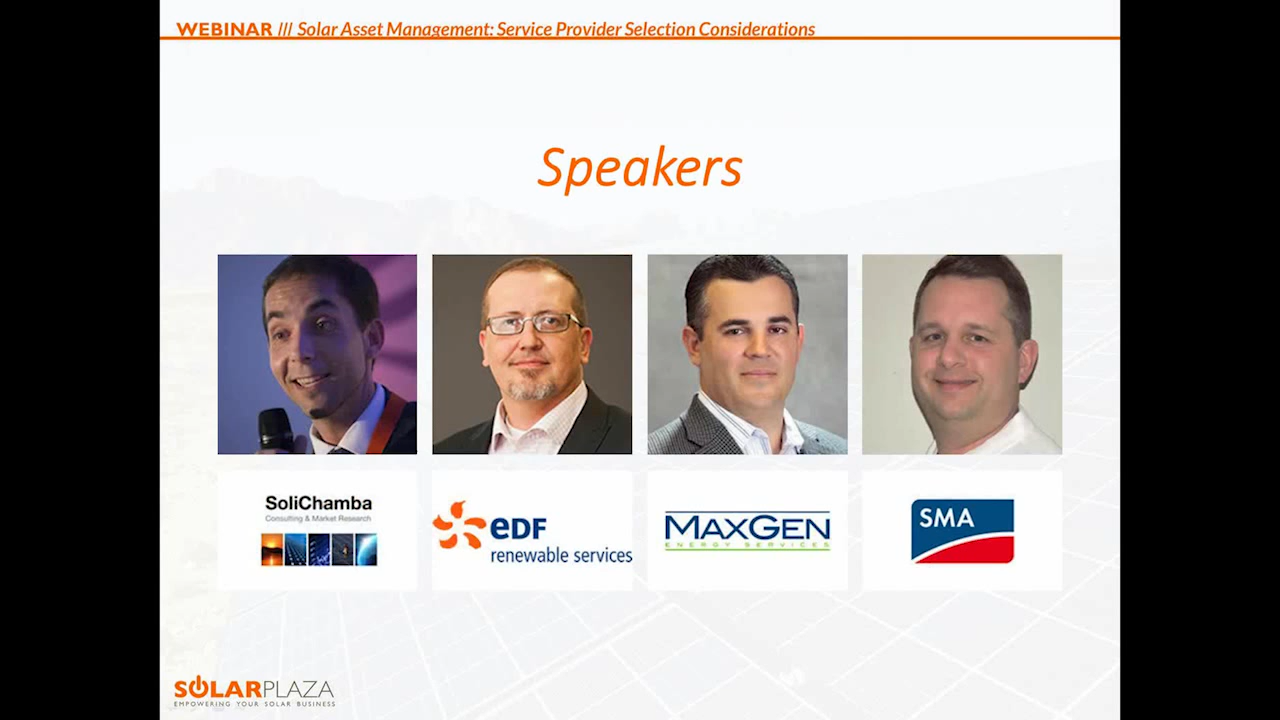 WEBINAR /// Solar Asset Management: Service Provider Selection Considerations
Speakers
SoliChamba
Consulting & Market Research
eDF
renewable services
MAXGEN
ENERGY SERVICES
SMA
SOLARPLAZA
EMPOWERING YOUR SOLAR BUSINESS